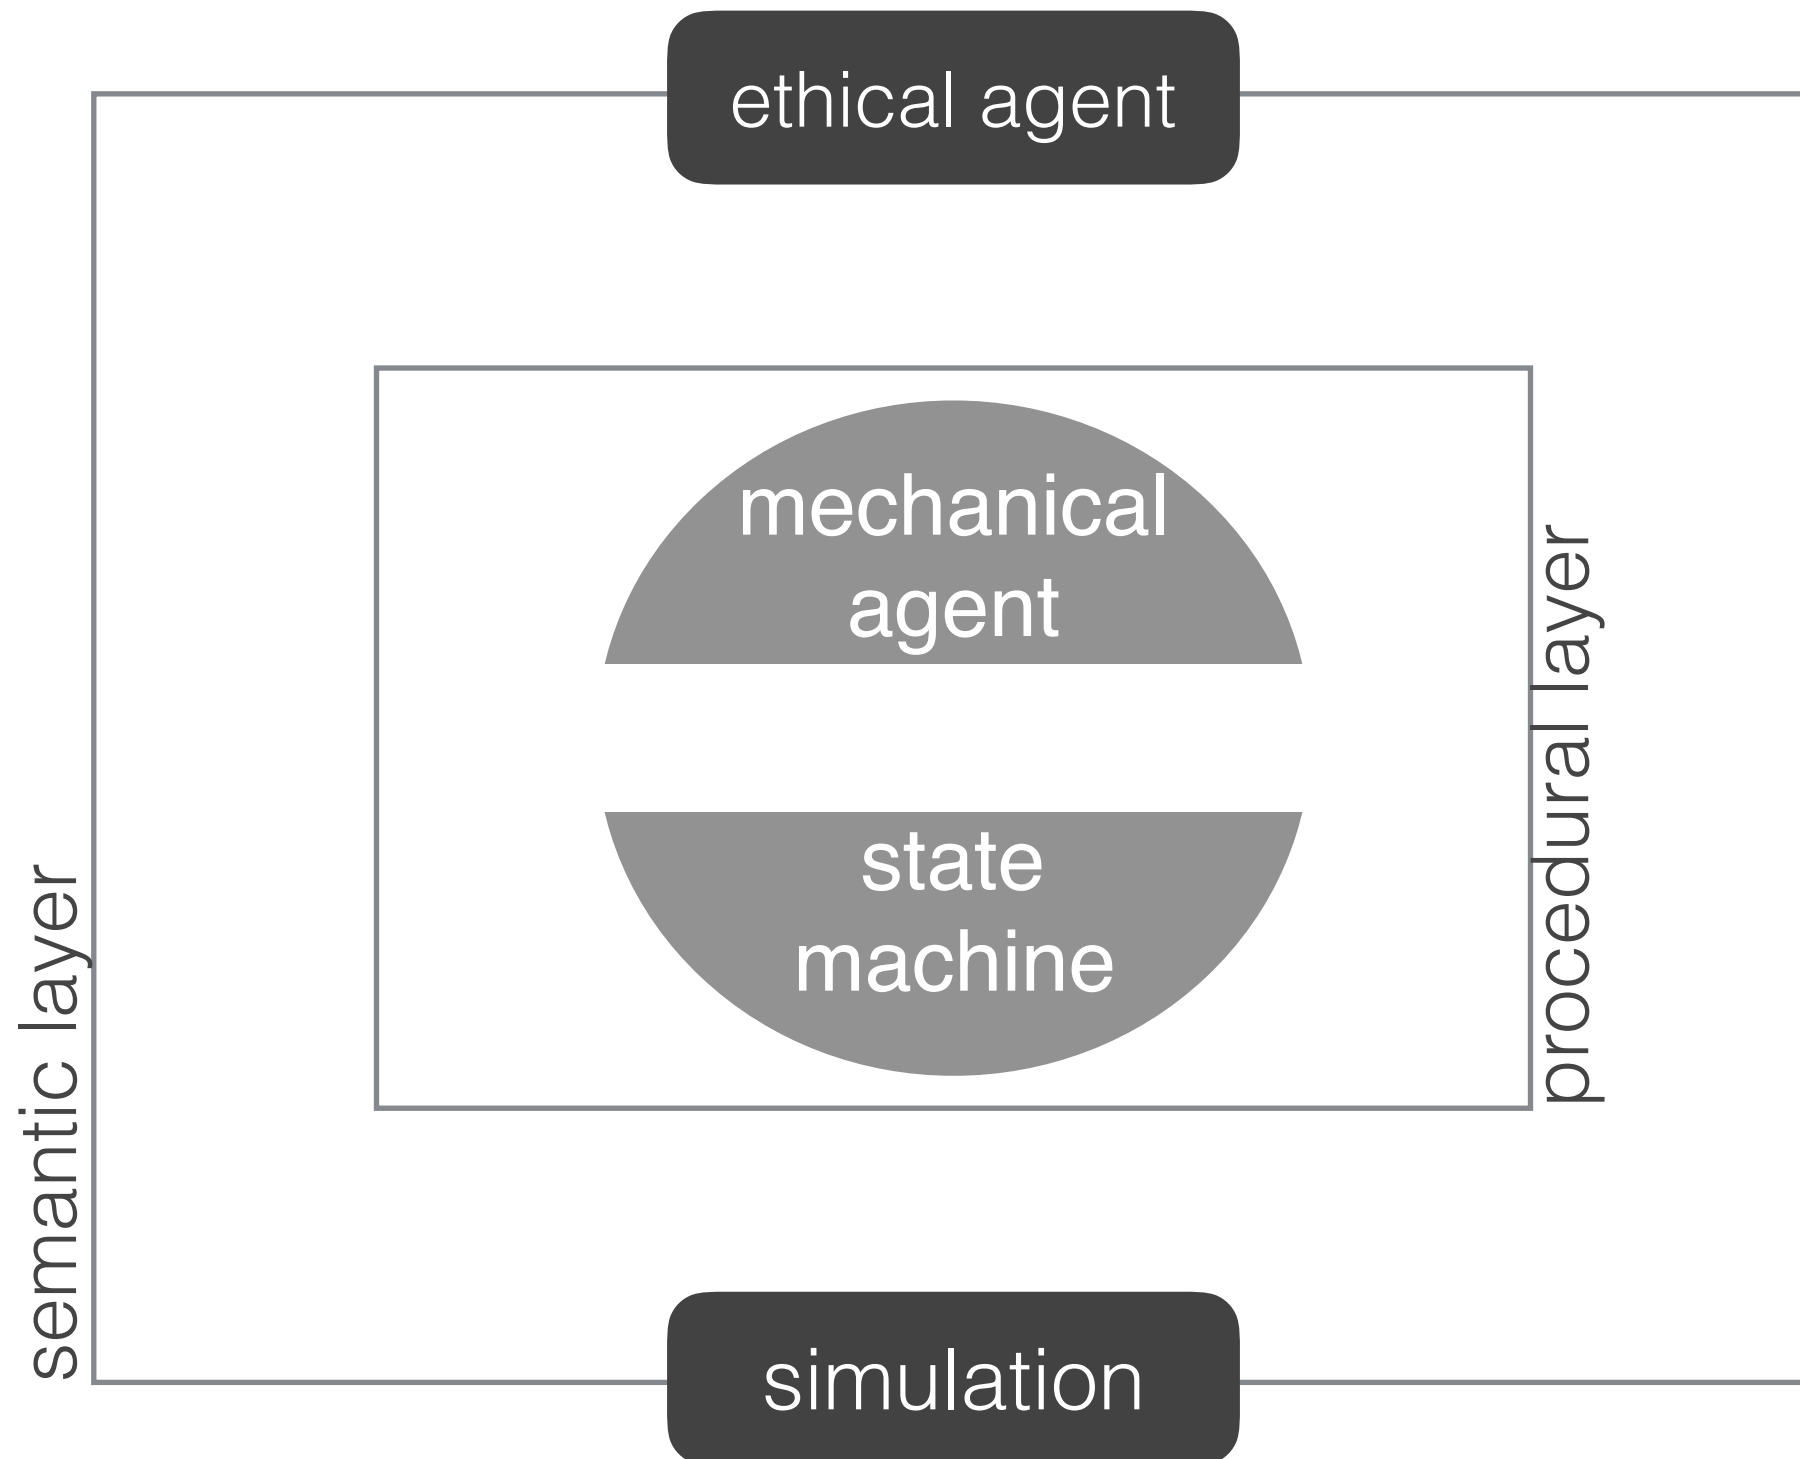 ethical agent
mechanical
agent
procedural layer
state
machine
semantic layer
simulation